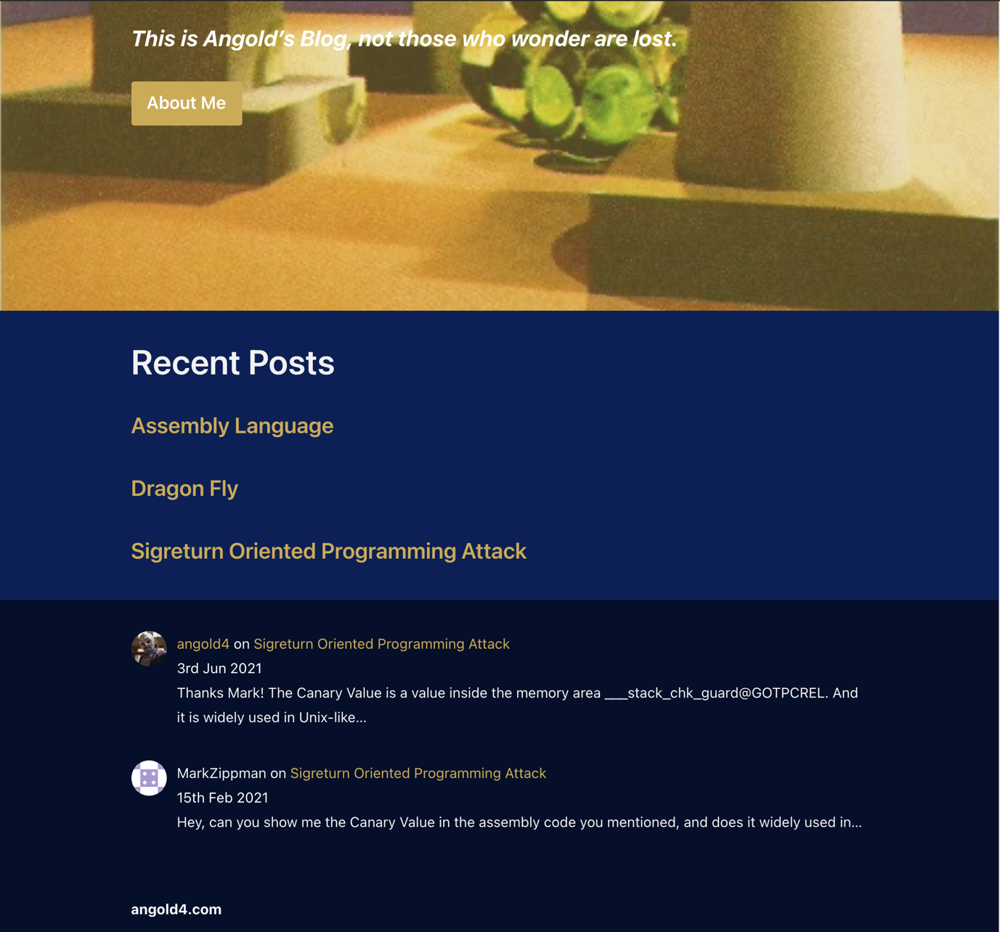 This is Angold’s Blog, not those who wonder are lost.
About Me
Recent Posts
Assembly Language
Dragon Fly
Sigreturn Oriented Programming Attack
angold4 on Sigreturn Oriented Programming Attack
3rd Jun 2021
Thanks Mark! The Canary Value is a value inside the memory area ___stack_chk_guard@GOTPCREL. And
it is widely used in Unix-like...
MarkZippman on Sigreturn Oriented Programming Attack
15th Feb 2021
Hey, can you show me the Canary Value in the assembly code you mentioned, and does it widely used in...
angold4.com